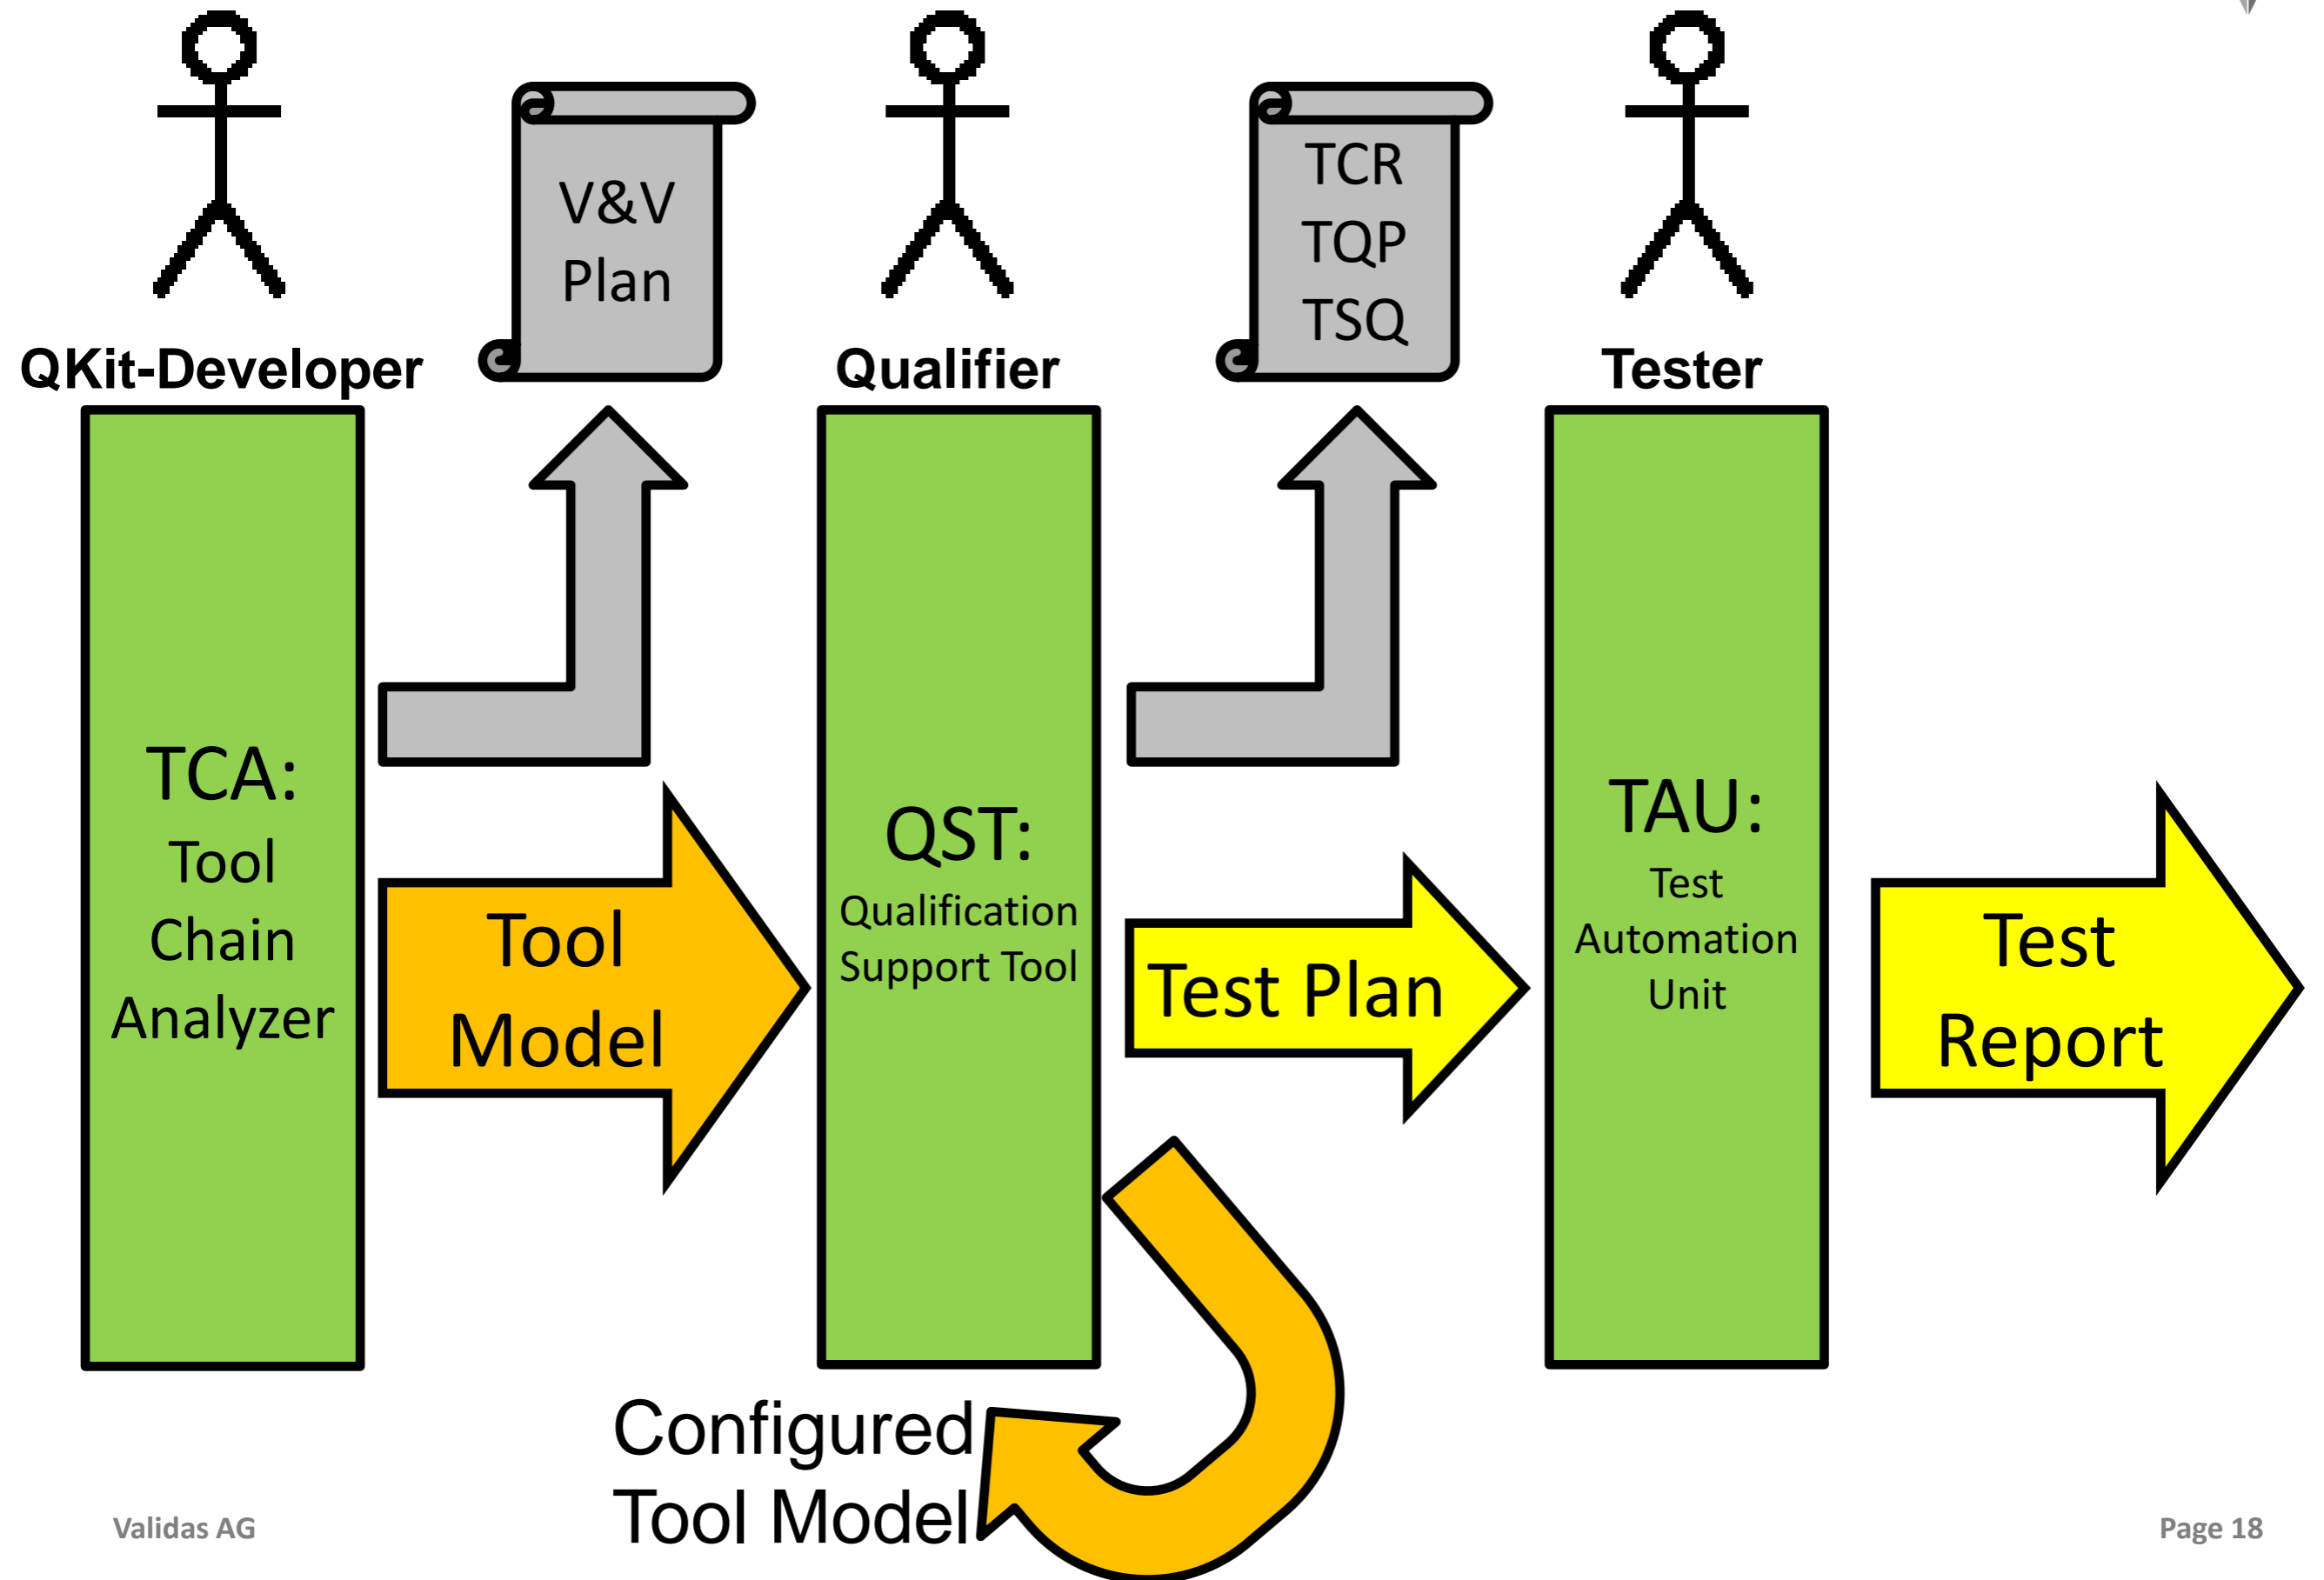 V&V
Plan
TCR
TQP
TSQ
QKit-Developer
Qualifier
Tester
TCA:
Tool
Chain
Analyzer
Tool
Model
QST:
Qualification
Support Tool
Test Plan
TAU:
Test
Automation
Unit
Test
Report
Configured
Tool Model
Validas AG
Page 18